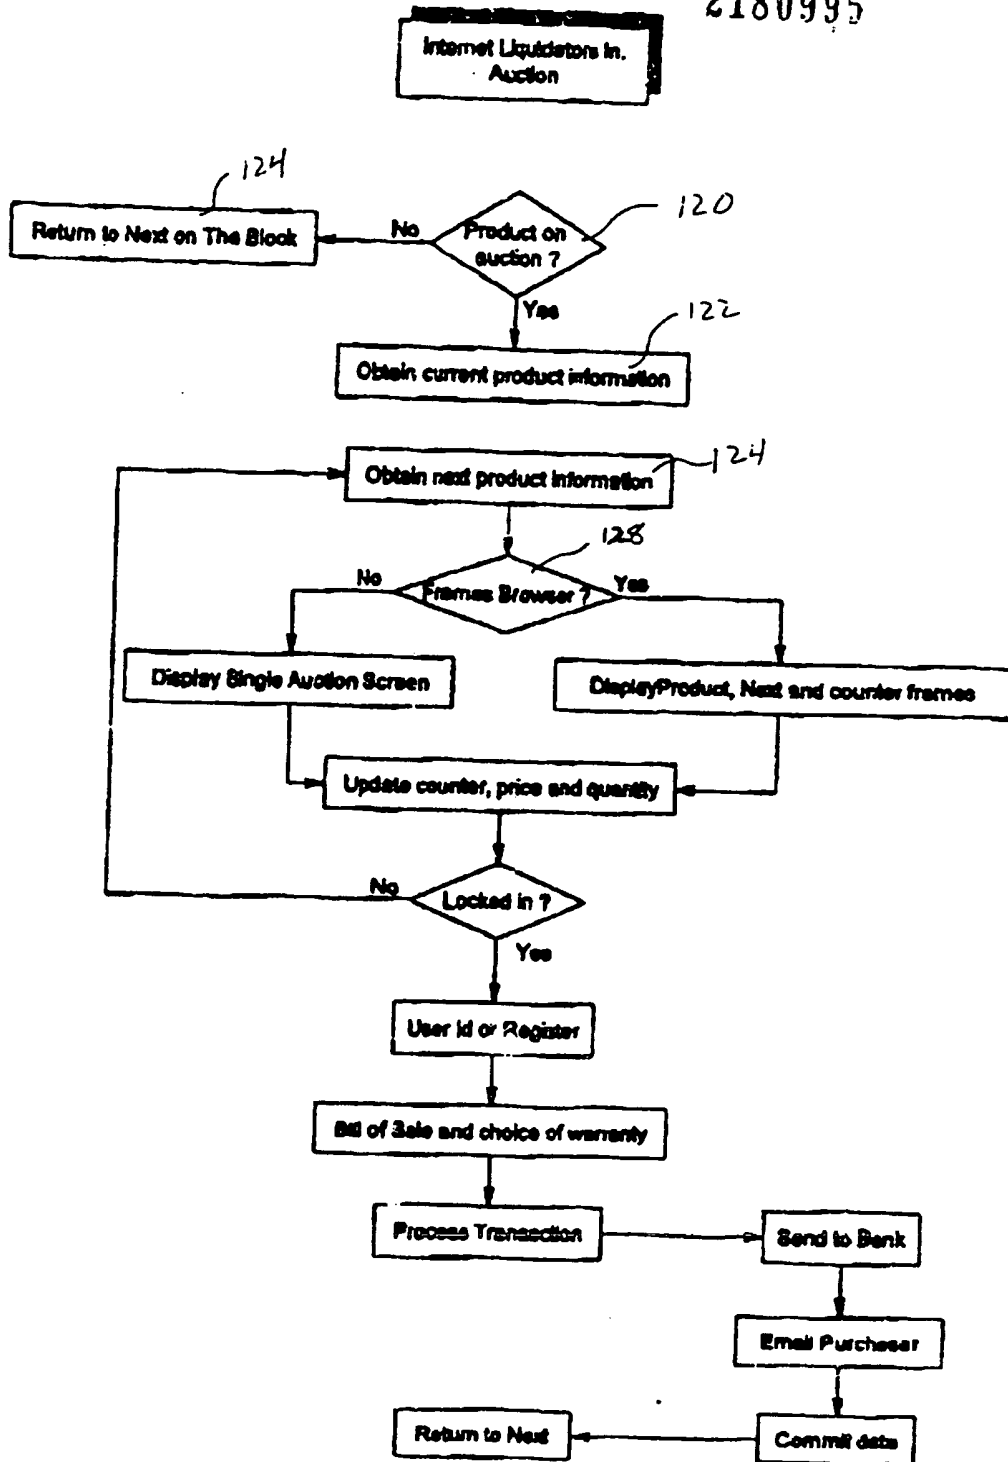 2180995
Internet Liquidators In.
Auction
124
120
Return to Next on The Block
No
Product on
auction ?
Yes
122
Obtain current product information
124
Obtain next product information
128
No
Frames Browser ?
Yes
Display Single Auction Screen
DisplayProduct, Next and counter frames
Update counter, price and quantity
No
Locked in ?
Yes
User Id or Register
Bill of Sale and choice of warranty
Process Transaction
Send to Bank
Email Purchaser
Return to Next
Commit data